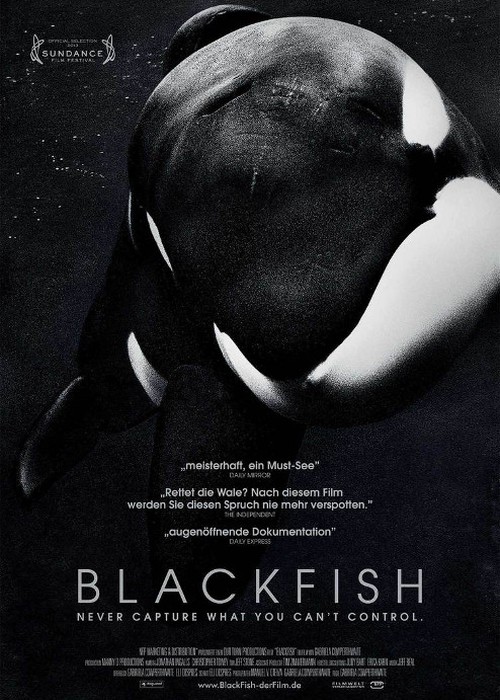 OFFICIAL SELECTION
2013
SUNDANCE
FILM FESTIVAL
„meisterhaft, ein Must-See”
DAILY MIRROR
„Rettet die Wale? Nach diesem Film
werden Sie diesen Spruch nie mehr verspotten.”
THE INDEPENDENT
„augenöffnende Dokumentation”
DAILY EXPRESS
BLACKFISH
NEVER CAPTURE WHAT YOU CAN'T CONTROL.
www.BlackFish-derFilm.de
FILMWELT